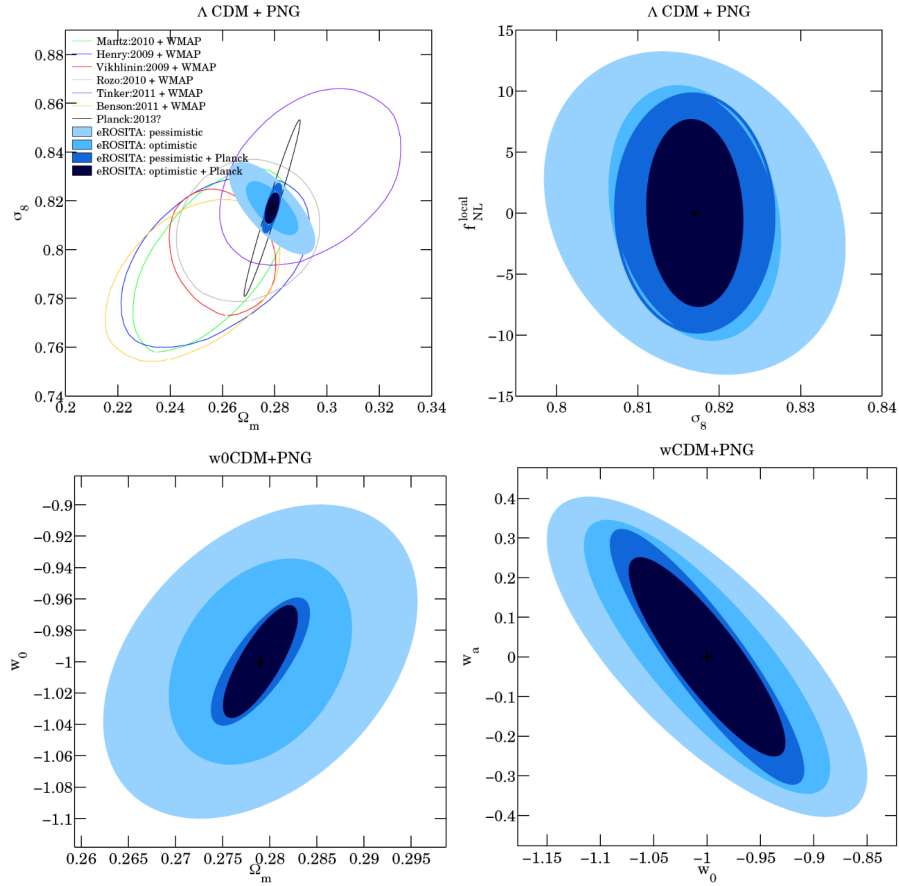 Λ CDM + PNG
0.88
0.86
0.84
0.82
0.8
0.78
0.76
0.74
σ8
Mantz:2010 + WMAP
Henry:2009 + WMAP
Vikhlinin:2009 + WMAP
Rozo:2010 + WMAP
Tinker:2011 + WMAP
Benson:2011 + WMAP
Planck:2013?
eROSITA: pessimistic
eROSITA: optimistic
eROSITA: pessimistic + Planck
eROSITA: optimistic + Planck
0.2 0.22 0.24 0.26 0.28 0.3 0.32 0.34
Ωm
Λ CDM + PNG
15
10
5
0
−5
−10
−15
f NL local
0.8 0.81 0.82 0.83 0.84
σ8
w0CDM+PNG
−0.9
−0.92
−0.94
−0.96
−0.98
−1
−1.02
−1.04
−1.06
−1.08
−1.1
w0
0.26 0.265 0.27 0.275 0.28 0.285 0.29 0.295
Ωm
wCDM+PNG
0.4
0.3
0.2
0.1
0
−0.1
−0.2
−0.3
−0.4
wa
−1.15 −1.1 −1.05 −1 −0.95 −0.9 −0.85
w0